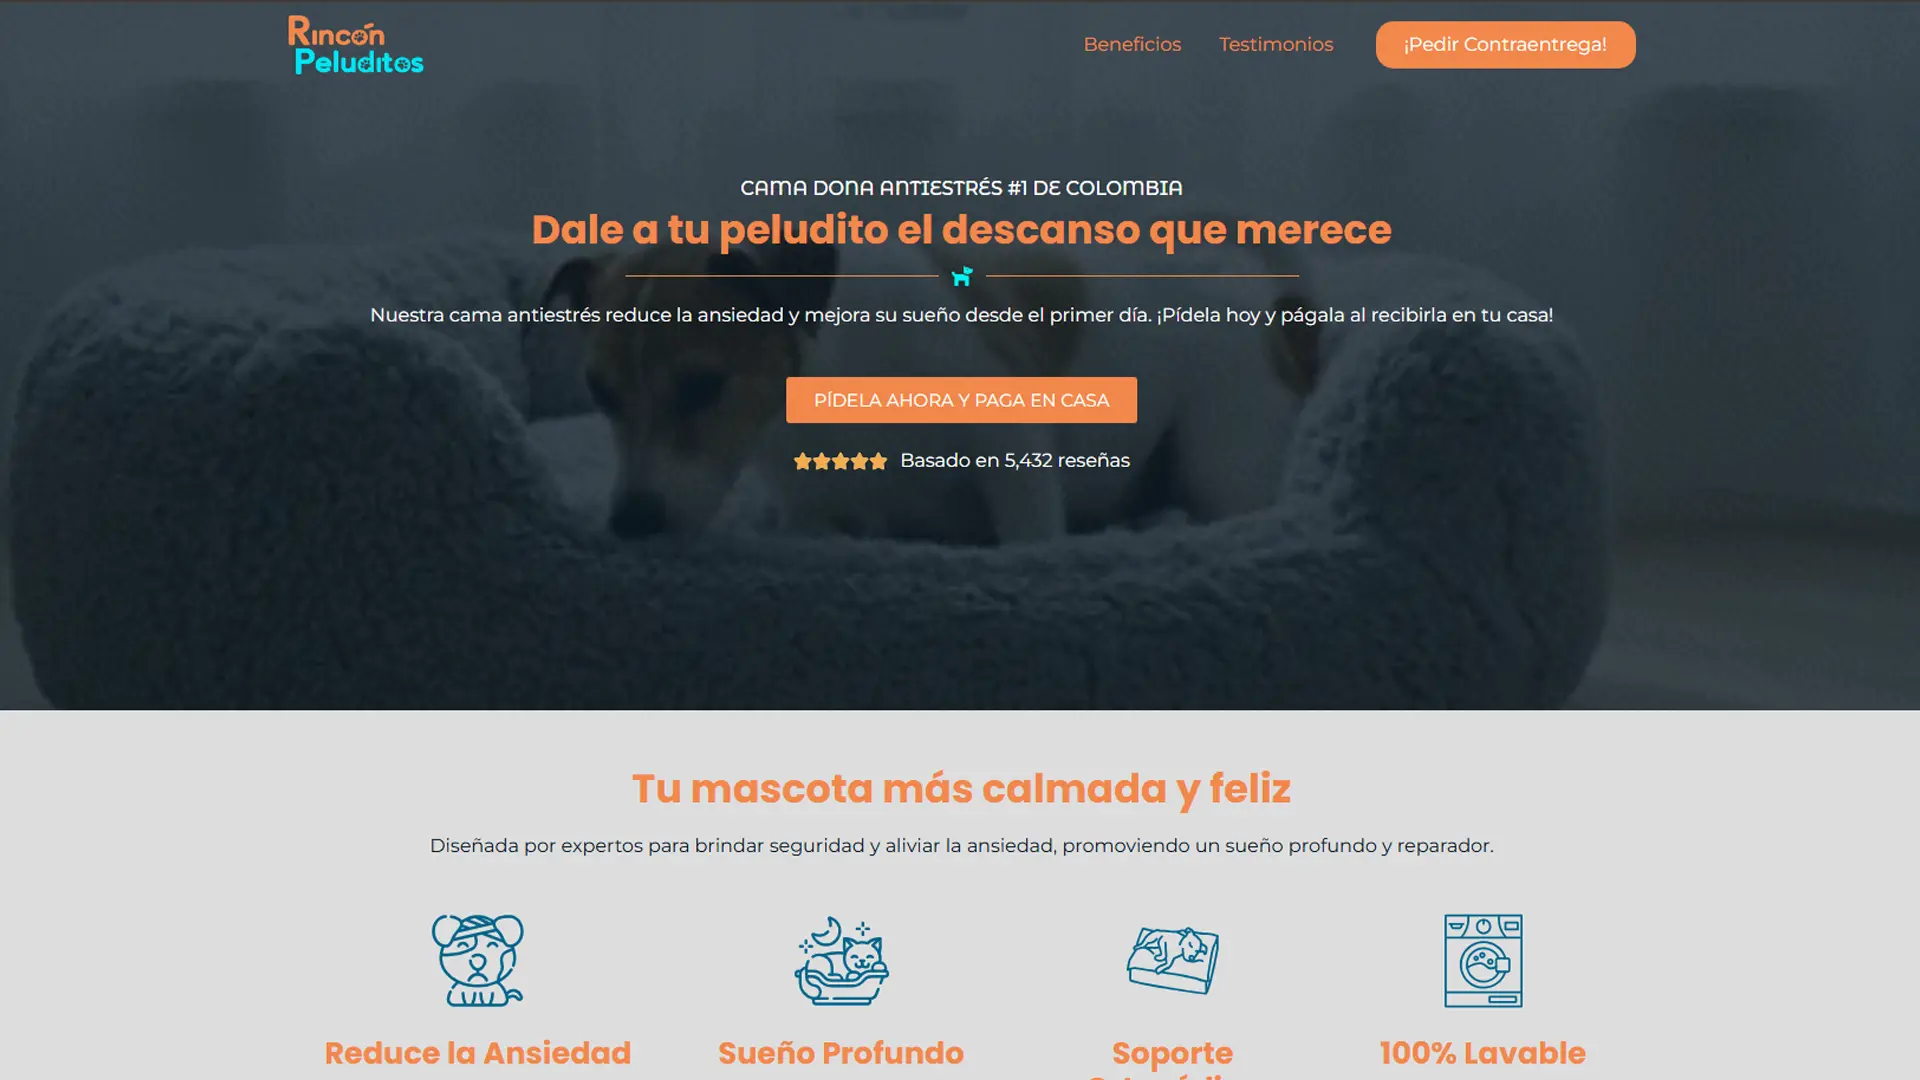 Rincón
Peluditos
Beneficios
Testimonios
¡Pedir Contraentrega!
CAMA DONA ANTIESTRÉS #1 DE COLOMBIA
Dale a tu peludito el descanso que merece
Nuestra cama antiestrés reduce la ansiedad y mejora su sueño desde el primer día. ¡Pídela hoy y págala al recibirla en tu casa!
PÍDELA AHORA Y PAGA EN CASA
Basado en 5,432 reseñas
Tu mascota más calmada y feliz
Diseñada por expertos para brindar seguridad y aliviar la ansiedad, promoviendo un sueño profundo y reparador.
Reduce la Ansiedad
Sueño Profundo
Soporte
100% Lavable